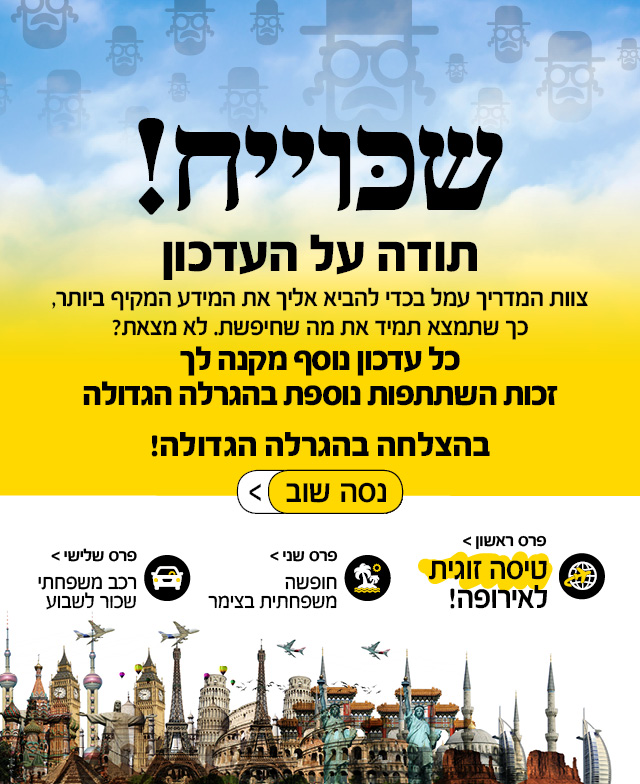 שכּוייח!
תודה על העדכון
צוות המדריך עמל בכדי להביא אליך את המידע המקיף ביותר,
כך שתמצא תמיד את מה שחיפשת. לא מצאת?
כל עדכון נוסף מקנה לך
זכות השתתפות נוספת בהגרלה הגדולה
בהצלחה בהגרלה הגדולה!
נסה שוב >
פרס ראשון >
טיסה זוגית
לאירופה!
פרס שני >
חופשה
משפחתית בצימר
פרס שלישי >
רכב משפחתי
שכור לשבוע